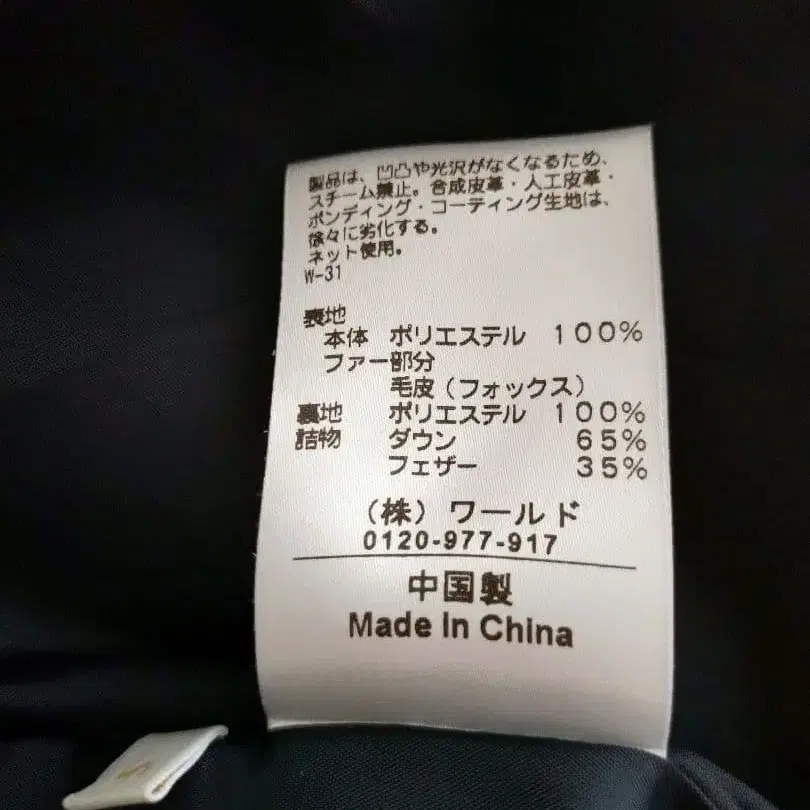 製品は、凹凸や光沢がなくなるため、
スチーム禁止。合成皮革・人工皮革・
ボンディング・コーティング生地は、
徐々に劣化する。
ネット使用。
W-31
表地
本体 ポリエステル 100%
ファー部分
毛皮(フォックス)
裏地 ポリエステル 100%
詰物 ダウン 65%
フェザー 35%
(株)ワールド
0120-977-917
中国製
Made In China